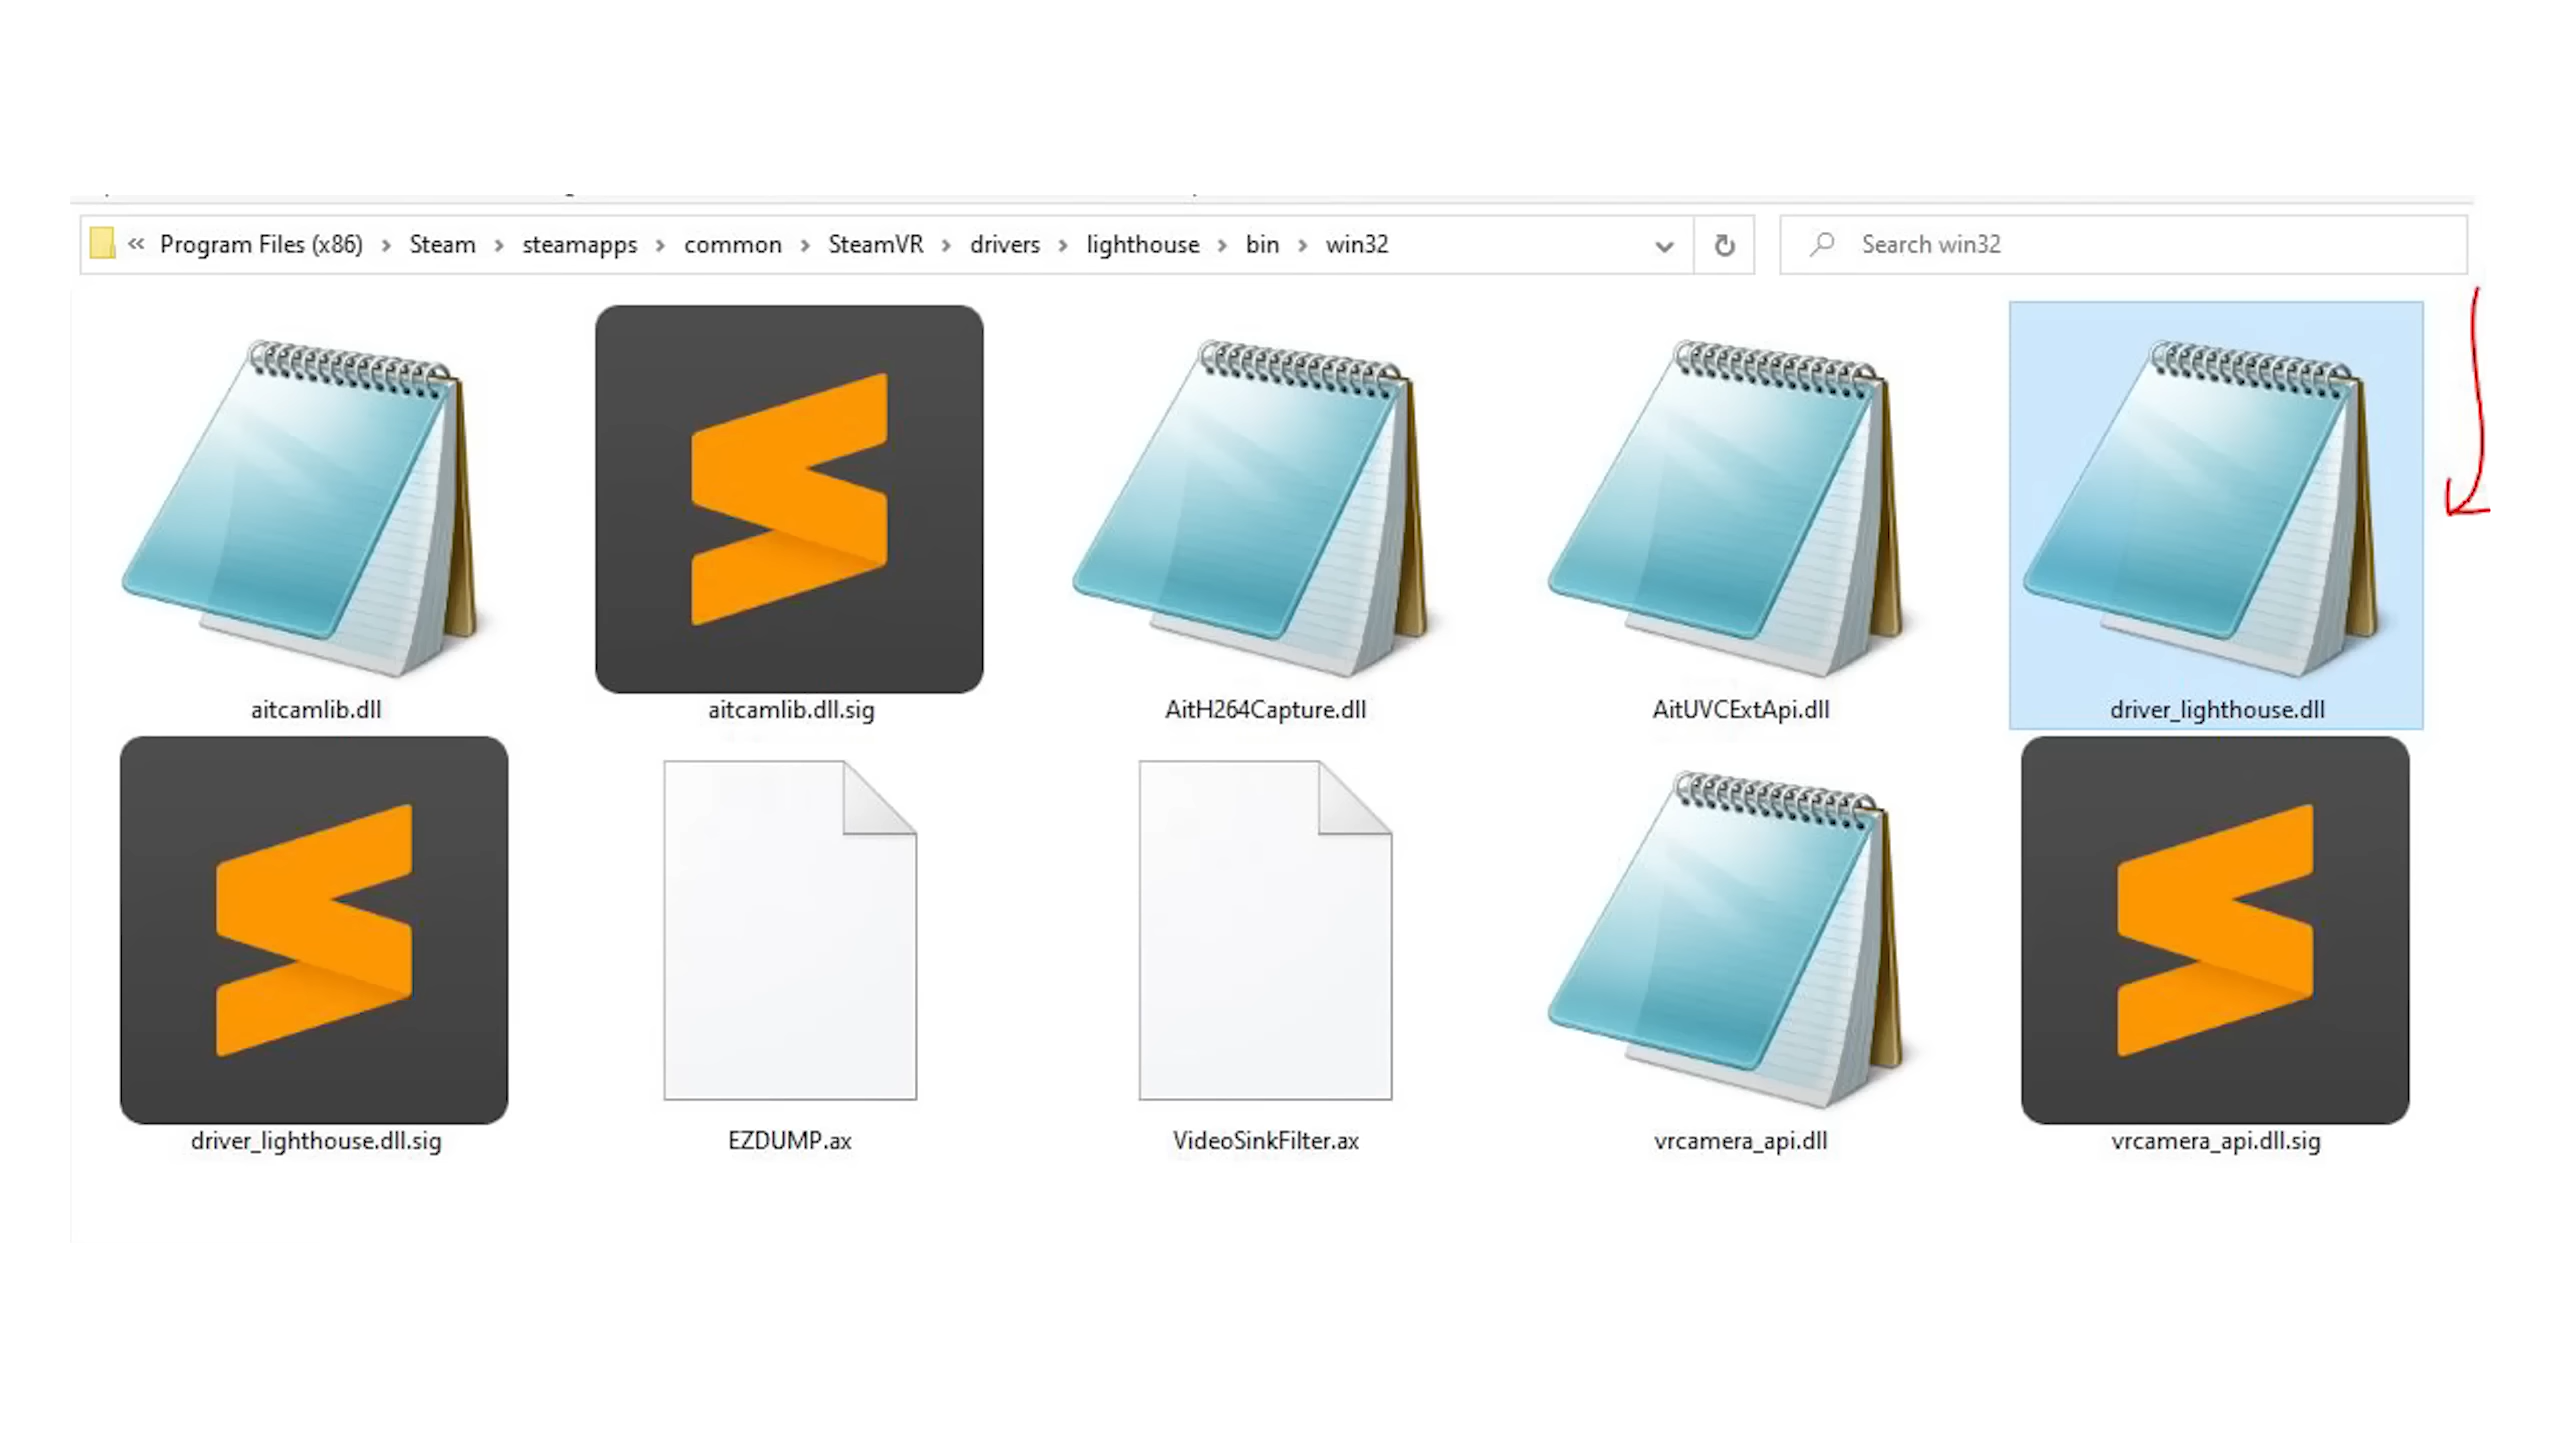 « Program Files (x86) › Steam › steamapps › common › SteamVR › drivers › lighthouse › bin › win32
Search win32
aitcamlib.dll
aitcamlib.dll.sig
AitH264Capture.dll
AitUVCExtApi.dll
driver_lighthouse.dll
driver_lighthouse.dll.sig
EZDUMP.ax
VideoSinkFilter.ax
vrcamera_api.dll
vrcamera_api.dll.sig